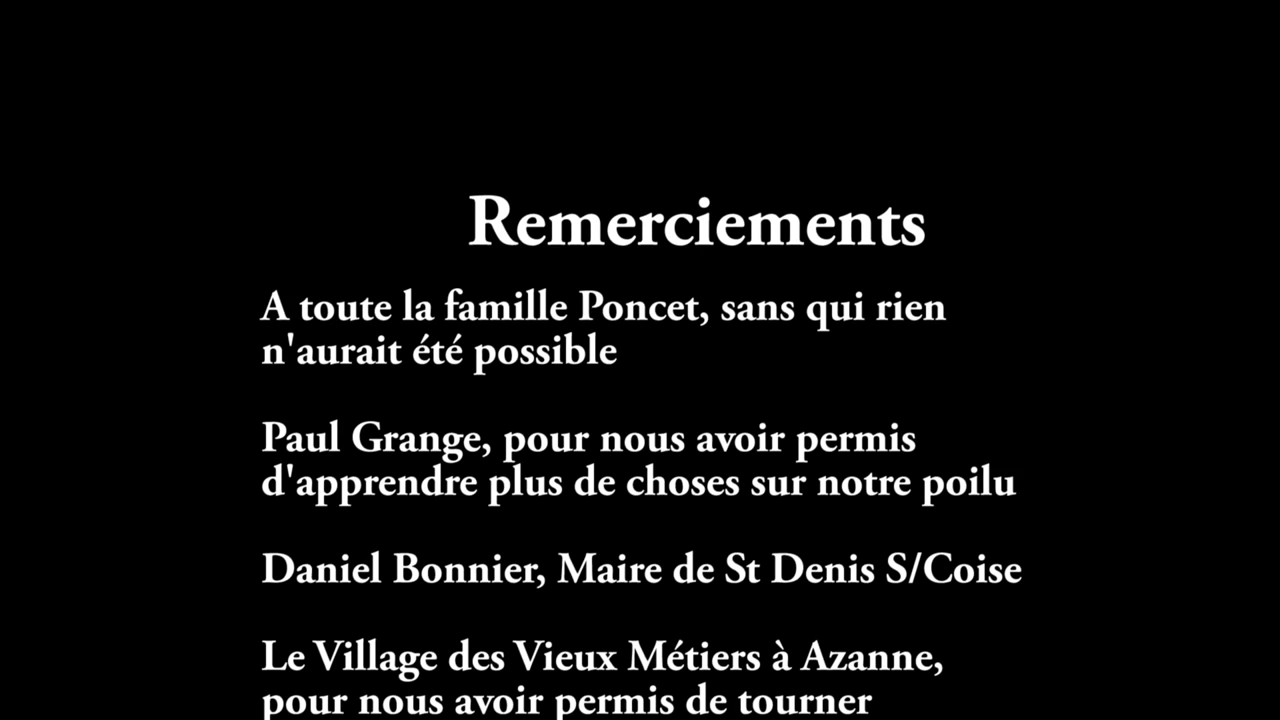 Remerciements
A toute la famille Poncet, sans qui rien
n'aurait été possible
Paul Grange, pour nous avoir permis
d'apprendre plus de choses sur notre poilu
Daniel Bonnier, Maire de St Denis S/Coise
Le Village des Vieux Métiers à Azanne,
pour nous avoir permis de tourner